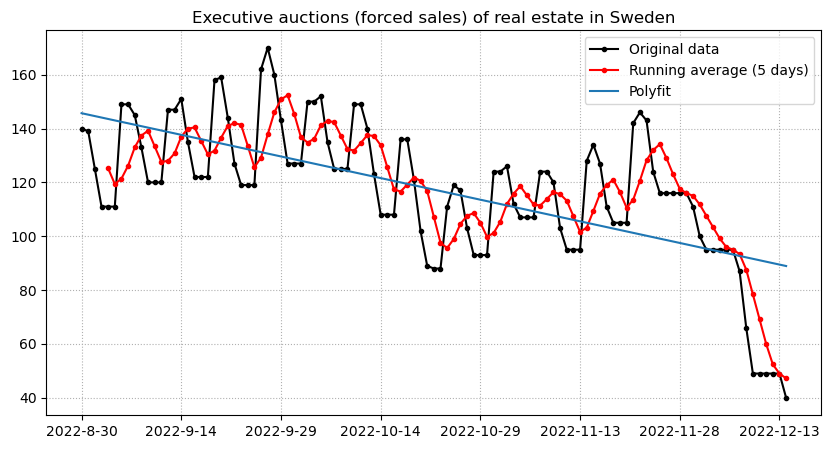 Executive auctions (forced sales) of real estate in Sweden
Original data
Running average (5 days)
Polyfit
160
140
120
100
80
60
40
2022-8-30 2022-9-14 2022-9-29 2022-10-14 2022-10-29 2022-11-13 2022-11-28 2022-12-13